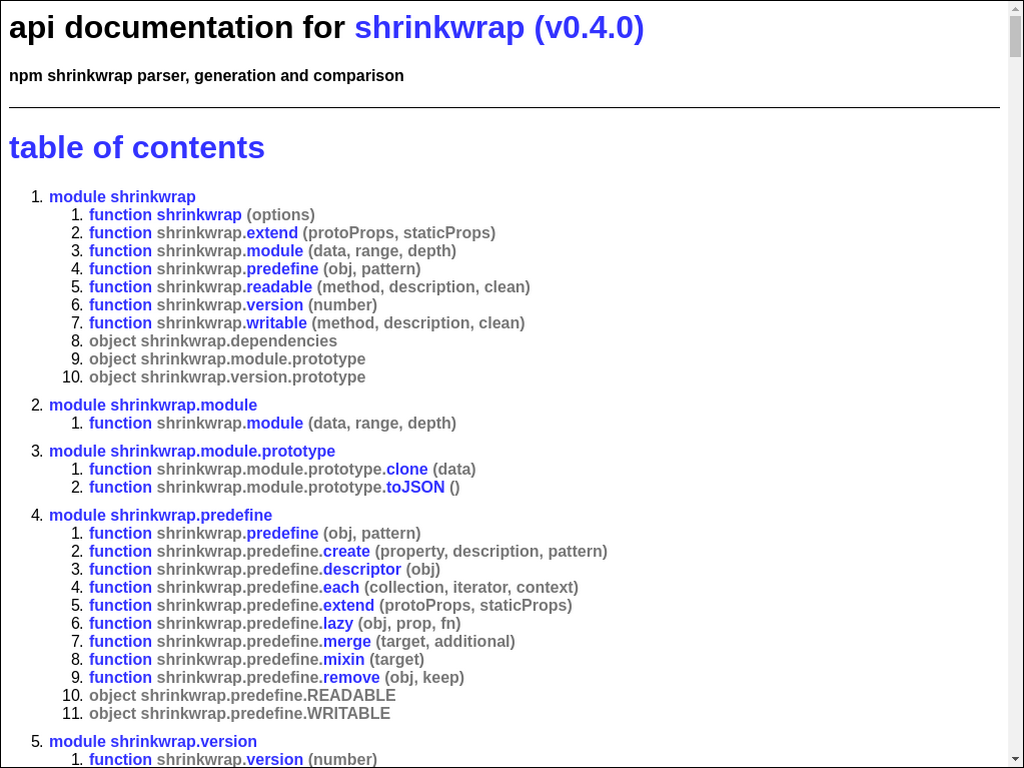 api documentation for shrinkwrap (v0.4.0)
npm shrinkwrap parser, generation and comparison
table of contents
1. module shrinkwrap
1. function shrinkwrap (options)
2. function shrinkwrap.extend (protoProps, staticProps)
3. function shrinkwrap.module (data, range, depth)
4. function shrinkwrap.predefine (obj, pattern)
5. function shrinkwrap.readable (method, description, clean)
6. function shrinkwrap.version (number)
7. function shrinkwrap.writable (method, description, clean)
8. object shrinkwrap.dependencies
9. object shrinkwrap.module.prototype
10. object shrinkwrap.version.prototype
2. module shrinkwrap.module
1. function shrinkwrap.module (data, range, depth)
3. module shrinkwrap.module.prototype
1. function shrinkwrap.module.prototype.clone (data)
2. function shrinkwrap.module.prototype.toJSON ()
4. module shrinkwrap.predefine
1. function shrinkwrap.predefine (obj, pattern)
2. function shrinkwrap.predefine.create (property, description, pattern)
3. function shrinkwrap.predefine.descriptor (obj)
4. function shrinkwrap.predefine.each (collection, iterator, context)
5. function shrinkwrap.predefine.extend (protoProps, staticProps)
6. function shrinkwrap.predefine.lazy (obj, prop, fn)
7. function shrinkwrap.predefine.merge (target, additional)
8. function shrinkwrap.predefine.mixin (target)
9. function shrinkwrap.predefine.remove (obj, keep)
10. object shrinkwrap.predefine.READABLE
11. object shrinkwrap.predefine.WRITABLE
5. module shrinkwrap.version
1. function shrinkwrap.version (number)